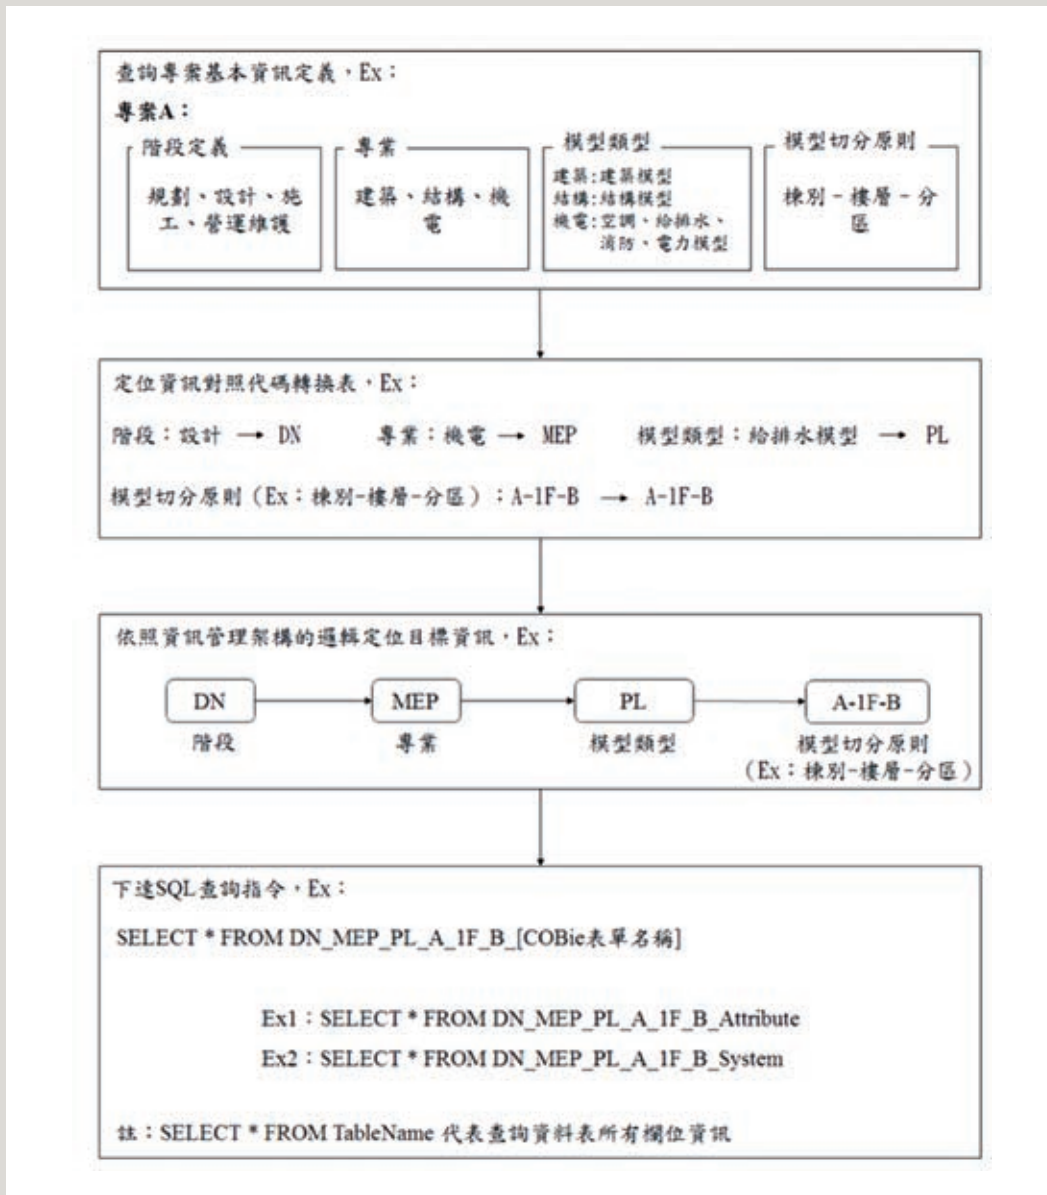 查詢專案基本資訊定義，Ex：
專案A：
階段定義
規劃、設計、施
工、營運維護
專業
建築、結構、機
電
模型類型
建築:建築模型
結構:結構模型
機電:空調、給排水、
消防、電力模型
模型切分原則
棟別-樓層-分
區
定位資訊對照代碼轉換表，Ex：
階段：設計 → DN 專業：機電 → MEP 模型類型：給排水模型 → PL
模型切分原則（Ex：棟別-樓層-分區）：A-1F-B → A-1F-B
依照資訊管理架構的邏輯定位目標資訊，Ex：
DN
階段
MEP
專業
PL
模型類型
A-1F-B
模型切分原則
（Ex：棟別-樓層-分區）
下達SQL查詢指令，Ex：
SELECT * FROM DN_MEP_PL_A_1F_B_[COBie表單名稱]
Ex1：SELECT * FROM DN_MEP_PL_A_1F_B_Attribute
Ex2：SELECT * FROM DN_MEP_PL_A_1F_B_System
註：SELECT * FROM TableName 代表查詢資料表所有欄位資訊